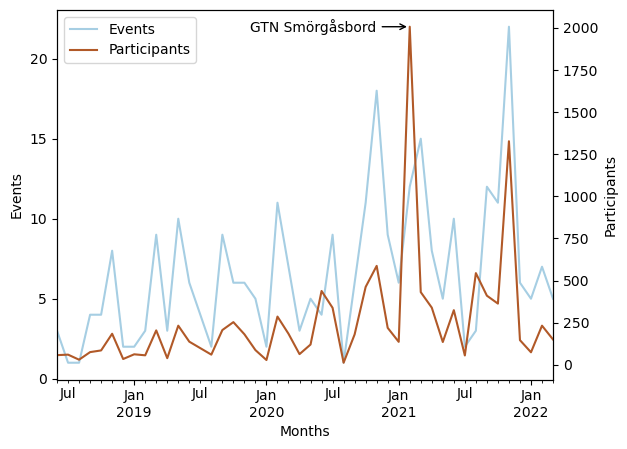 Events
Participants
GTN Smörgåsbord
20
15
10
5
0
Events
2000
1750
1500
1250
1000
750
500
250
0
Participants
Jul Jan Jul Jan Jul Jan Jul Jan
2019 2020 2021 2022
Months